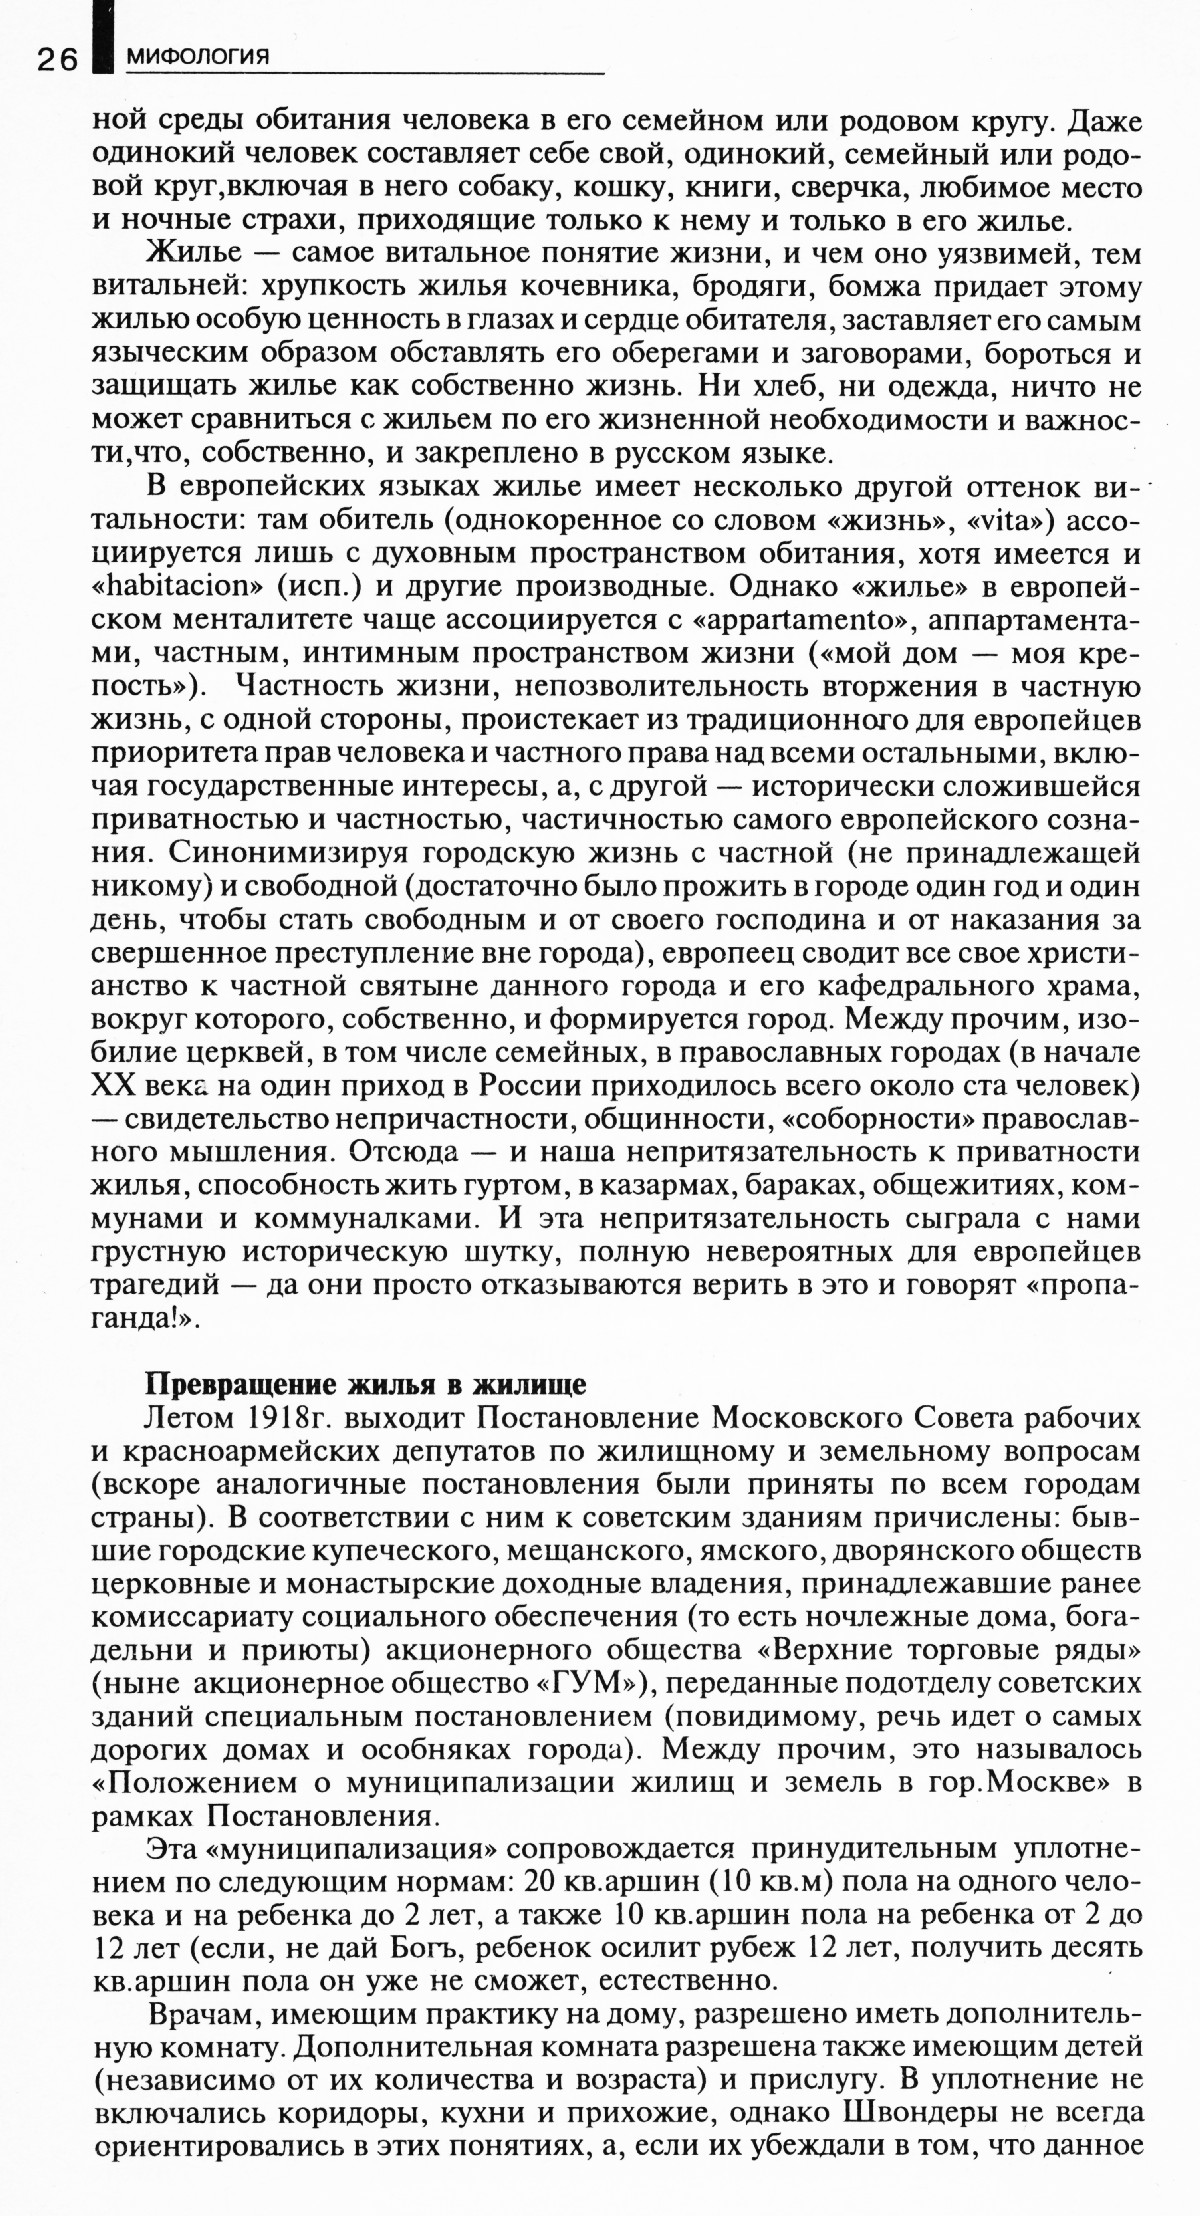 26 МИФОЛОГИЯ
ной среды обитания человека в его семейном или родовом кругу. Даже
одинокий человек составляет себе свой, одинокий, семейный или родо-
вой круг,включая в него собаку, кошку, книги, сверчка, любимое место
и ночные страхи, приходящие только к нему и только в его жилье.
Жилье — самое витальное понятие жизни, и чем оно уязвимей, тем
витальней: хрупкость жилья кочевника, бродяги, бомжа придает этому
жилью особую ценность в глазах и сердце обитателя, заставляет его самым
языческим образом обставлять его оберегами и заговорами, бороться и
защищать жилье как собственно жизнь. Ни хлеб, ни одежда, ничто не
может сравниться с жильем по его жизненной необходимости и важнос-
ти,что, собственно, и закреплено в русском языке.
В европейских языках жилье имеет несколько другой оттенок ви-
тальности: там обитель (однокоренное со словом «жизнь», «vita») ассо-
циируется лишь с духовным пространством обитания, хотя имеется и
«habitacion» (исп.) и другие производные. Однако «жилье» в европей-
ском менталитете чаще ассоциируется с «appartamento», аппартамента-
ми, частным, интимным пространством жизни («мой дом — моя кре-
пость»). Частность жизни, непозволительность вторжения в частную
жизнь, с одной стороны, проистекает из традиционного для европейцев
приоритета прав человека и частного права над всеми остальными, вклю-
чая государственные интересы, а, с другой — исторически сложившейся
приватностью и частностью, частичностью самого европейского созна-
ния. Синонимизируя городскую жизнь с частной (не принадлежащей
никому) и свободной (достаточно было прожить в городе один год и один
день, чтобы стать свободным и от своего господина и от наказания за
свершенное преступление вне города), европеец сводит все свое христи-
анство к частной святыне данного города и его кафедрального храма,
вокруг которого, собственно, и формируется город. Между прочим, изо-
билие церквей, в том числе семейных, в православных городах (в начале
XX века на один приход в России приходилось всего около ста человек)
— свидетельство непричастности, общинности, «соборности» православ-
ного мышления. Отсюда — и наша непритязательность к приватности
жилья, способность жить гуртом, в казармах, бараках, общежитиях, ком-
мунами и коммуналками. И эта непритязательность сыграла с нами
грустную историческую шутку, полную невероятных для европейцев
трагедий — да они просто отказываются верить в это и говорят «пропа-
ганда!».
Превращение жилья в жилище
Летом 1918г. выходит Постановление Московского Совета рабочих
и красноармейских депутатов по жилищному и земельному вопросам
(вскоре аналогичные постановления были приняты по всем городам
страны). В соответствии с ним к советским зданиям причислены: быв-
шие городские купеческого, мещанского, ямского, дворянского обществ
церковные и монастырские доходные владения, принадлежавшие ранее
комиссариату социального обеспечения (то есть ночлежные дома, бога-
дельни и приюты) акционерного общества «Верхние торговые ряды»
(ныне акционерное общество «ГУМ»), переданные подотделу советских
зданий специальным постановлением (повидимому, речь идет о самых
дорогих домах и особняках города). Между прочим, это называлось
«Положением о муниципализации жилищ и земель в гор.Москве» в
рамках Постановления.
Эта «муниципализация» сопровождается принудительным уплотне-
нием по следующим нормам: 20 кв.аршин (10 кв.м) пола на одного чело-
века и на ребенка до 2 лет, а также 10 кв.аршин пола на ребенка от 2 до
12 лет (если, не дай Богъ, ребенок осилит рубеж 12 лет, получить десять
кв.аршин пола он уже не сможет, естественно.
Врачам, имеющим практику на дому, разрешено иметь дополнитель-
ную комнату. Дополнительная комната разрешена также имеющим детей
(независимо от их количества и возраста) и прислугу. В уплотнение не
включались коридоры, кухни и прихожие, однако Швондеры не всегда
ориентировались в этих понятиях, а, если их убеждали в том, что данное